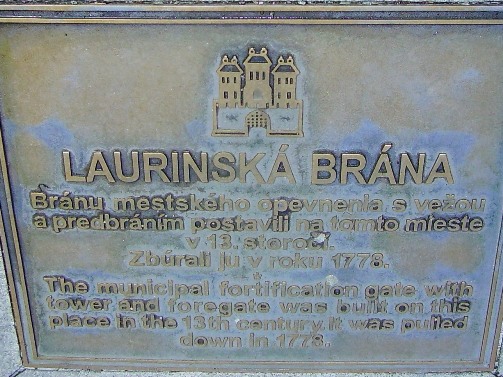 LAURINSKÁ BRÁNA
Bránu mestského opevnenia s vežou
a predbráním postavili na tomto mieste
v 13. storočí.
Zbúrali ju v roku 1778.
The municipal fortification gate with
tower and foregate was built on this
place in the 13th century. It was pulled
down in 1778.